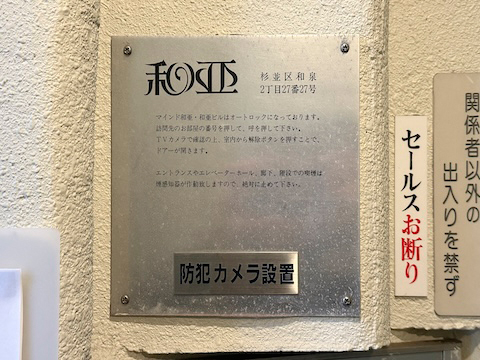 和亜
杉並区和泉
2丁目27番27号
マインド和亜・和亜ビルはオートロックになっております。
訪問先のお部屋の番号を押して、呼を押して下さい。
TVカメラで確認の上、室内から解除ボタンを押すことで、
ドアーが開きます。
エントランスやエレベーターホール、廊下、階段での喫煙は
煙感知器が作動致しますので、絶対に止めて下さい。
防犯カメラ設置
セールスお断り
関係者以外の
出入りを禁ず